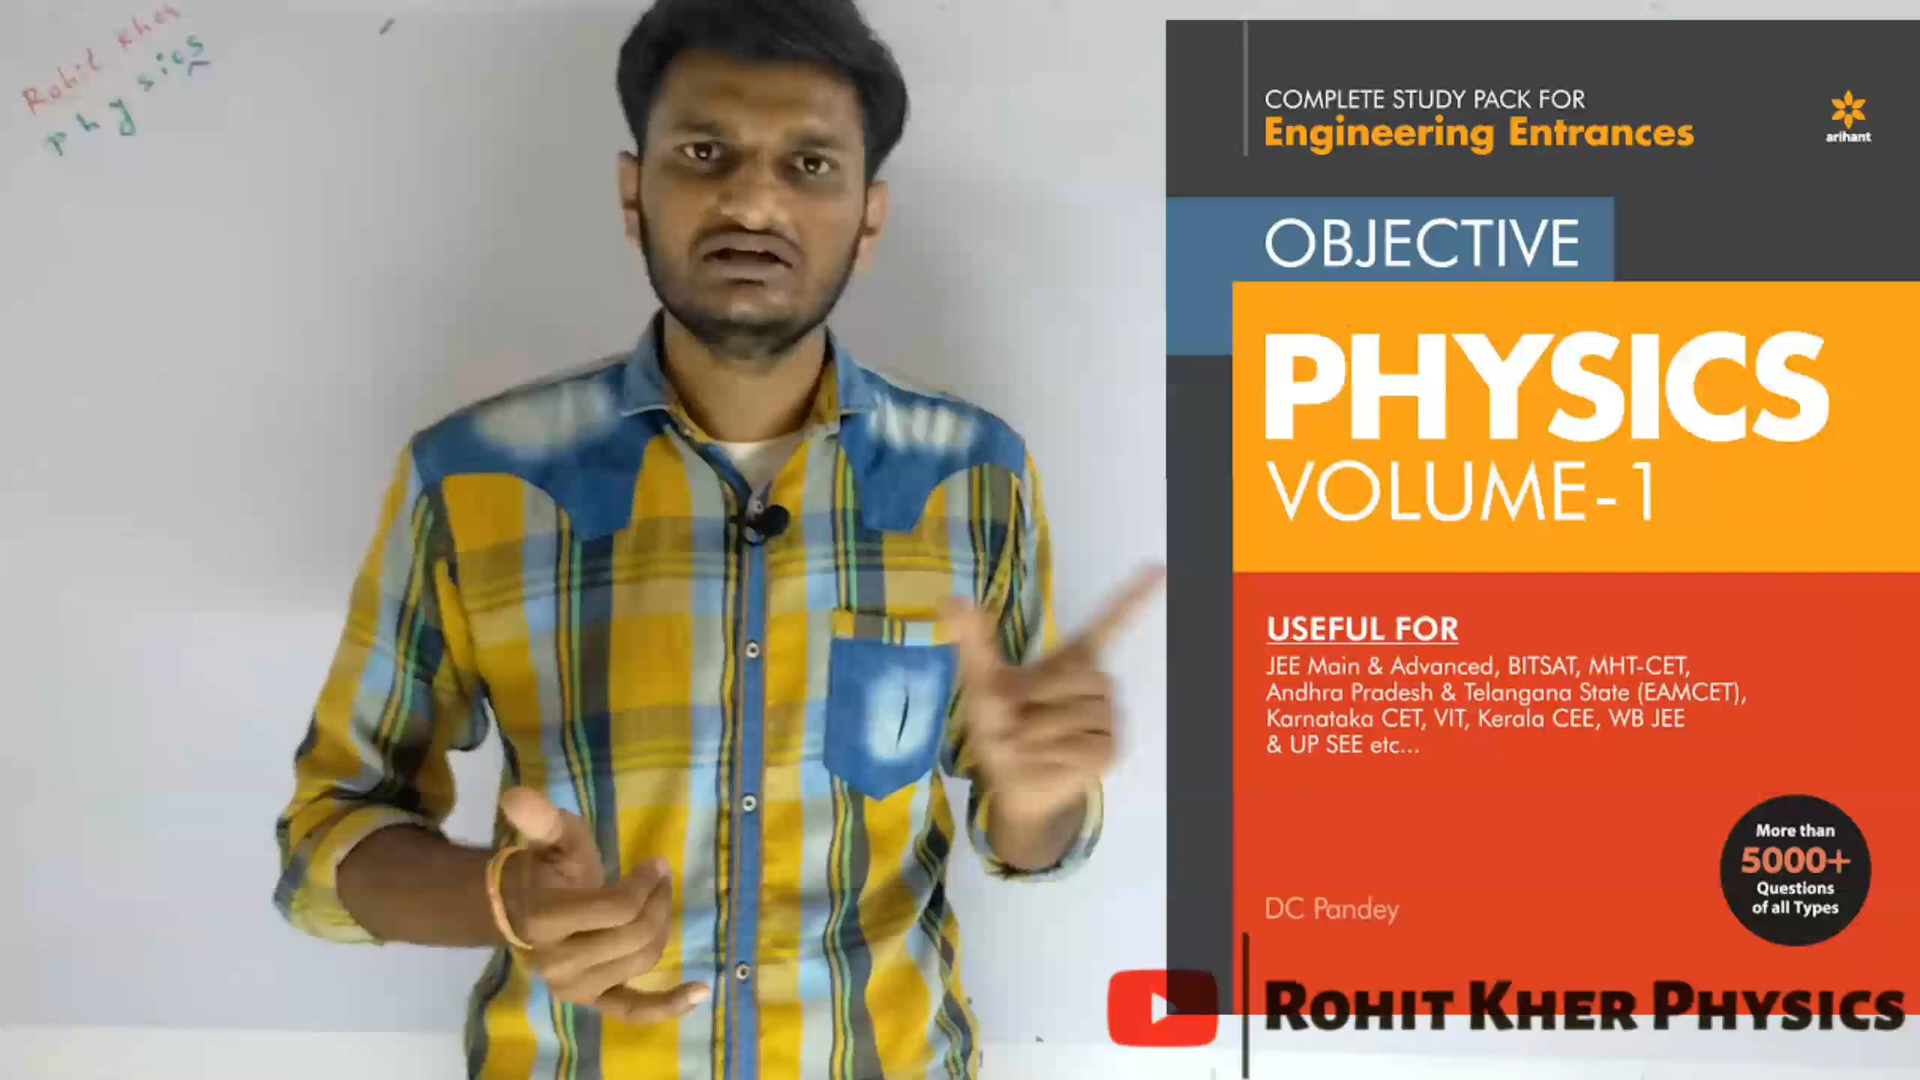 Rohit Kher
physics
COMPLETE STUDY PACK FOR
Engineering Entrances
arihant
OBJECTIVE
PHYSICS
VOLUME-1
USEFUL FOR
JEE Main & Advanced, BITSAT, MHT-CET,
Andhra Pradesh & Telangana State (EAMCET),
Karnataka CET, VIT, Kerala CEE, WB JEE
& UP SEE etc...
More than
5000+
Questions
of all Types
DC Pandey
ROHIT KHER PHYSICS